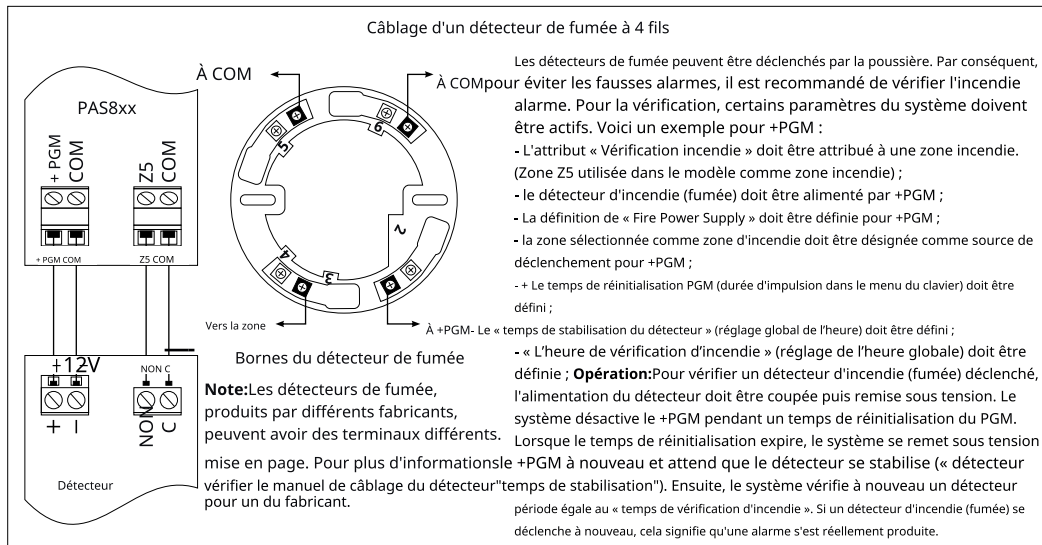 Câblage d'un détecteur de fumée à 4 fils
PAS8xx
+ PGM
COM
Z5
COM
+ PGM COM
Z5 COM
+12V
NON C
+
–
NON
C
Détecteur
À COM
À COM
5
6
4
3
2
Vers la zone
À +PGM
Bornes du détecteur de fumée
Note:Les détecteurs de fumée,
produits par différents fabricants,
peuvent avoir des terminaux différents.
mise en page. Pour plus d'informations
vérifier le manuel de câblage du détecteur
pour un du fabricant.
Les détecteurs de fumée peuvent être déclenchés par la poussière. Par conséquent,
pour éviter les fausses alarmes, il est recommandé de vérifier l'incendie
alarme. Pour la vérification, certains paramètres du système doivent
être actifs. Voici un exemple pour +PGM :
- L'attribut « Vérification incendie » doit être attribué à une zone incendie.
(Zone Z5 utilisée dans le modèle comme zone incendie) ;
- le détecteur d'incendie (fumée) doit être alimenté par +PGM ;
- La définition de « Fire Power Supply » doit être définie pour +PGM ;
- la zone sélectionnée comme zone d'incendie doit être désignée comme source de
déclenchement pour +PGM ;
- + Le temps de réinitialisation PGM (durée d'impulsion dans le menu du clavier) doit être
défini ;
- Le « temps de stabilisation du détecteur » (réglage global de l'heure) doit être défini ;
- « L'heure de vérification d'incendie » (réglage de l'heure globale) doit être
définie ; Opération:Pour vérifier un détecteur d'incendie (fumée) déclenché,
l'alimentation du détecteur doit être coupée puis remise sous tension. Le
système désactive le +PGM pendant un temps de réinitialisation du PGM.
Lorsque le temps de réinitialisation expire, le système se remet sous tension
le +PGM à nouveau et attend que le détecteur se stabilise (« détecteur
"temps de stabilisation"). Ensuite, le système vérifie à nouveau un détecteur
période égale au « temps de vérification d'incendie ». Si un détecteur d'incendie (fumée) se
déclenche à nouveau, cela signifie qu'une alarme s'est réellement produite.